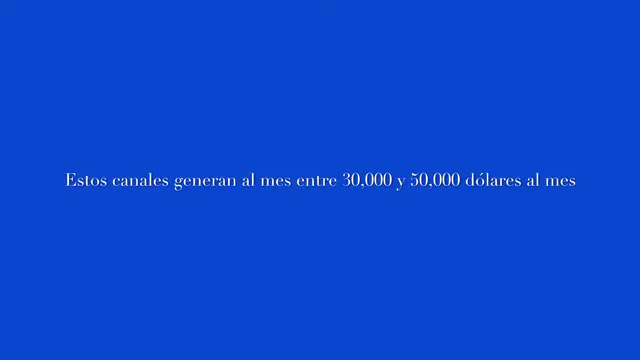 Estos canales generan al mes entre 30,000 y 50,000 dólares al mes